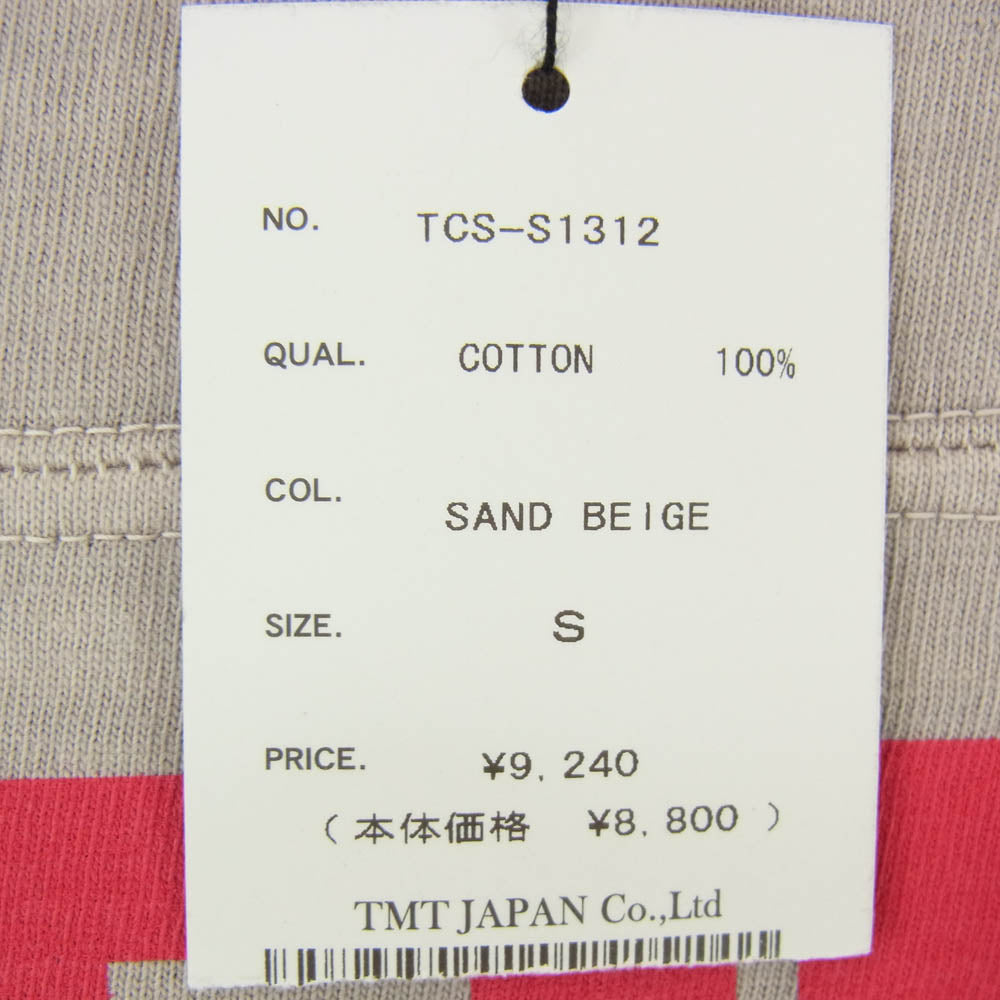 NO. TCS-S1312
QUAL. COTTON 100%
COL. SAND BEIGE
SIZE. S
PRICE. ¥9,240
(本体価格 ¥8,800)
TMT JAPAN Co.,Ltd